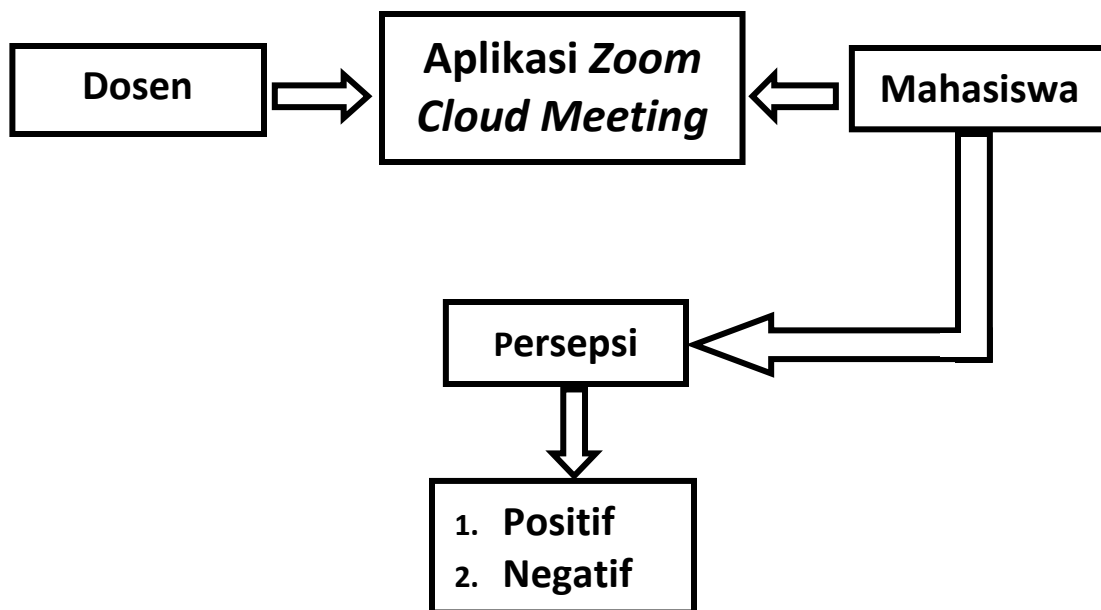 Dosen
Aplikasi Zoom
Cloud Meeting
Mahasiswa
Persepsi
1. Positif
2. Negatif